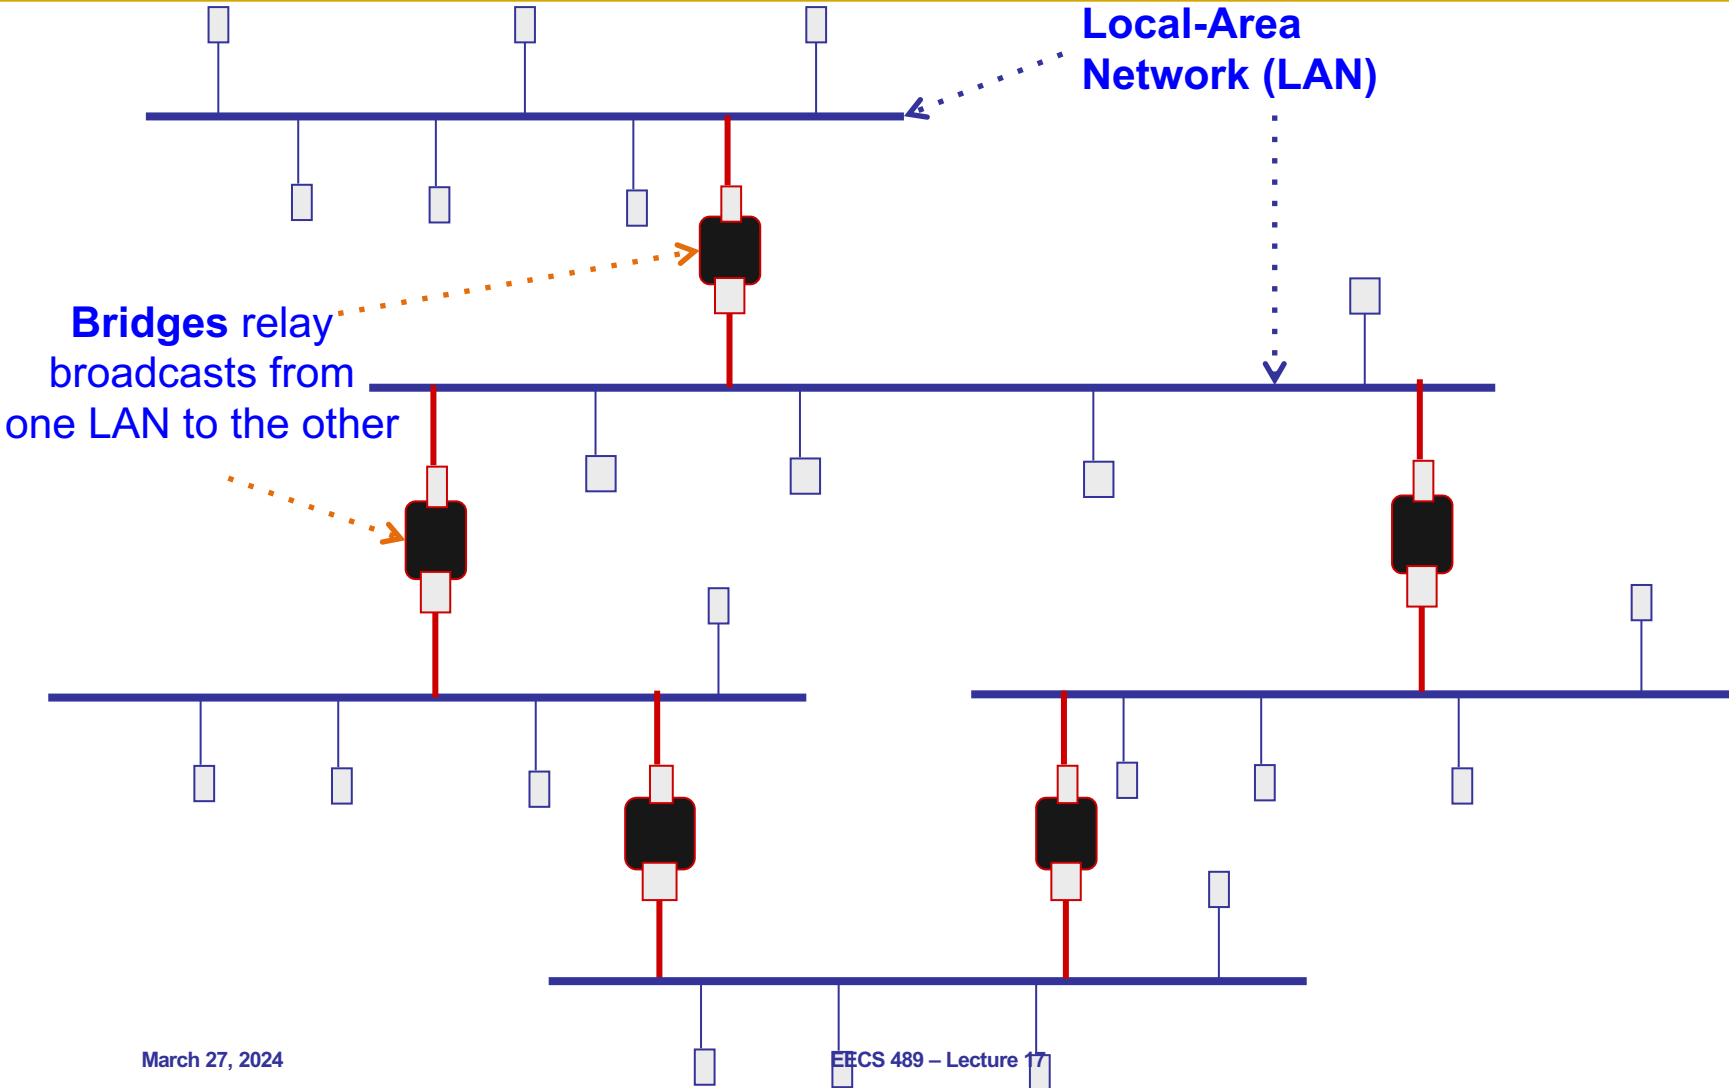 Local-Area
Network (LAN)
Bridges relay
broadcasts from
one LAN to the other
March 27, 2024
EECS 489 – Lecture 17